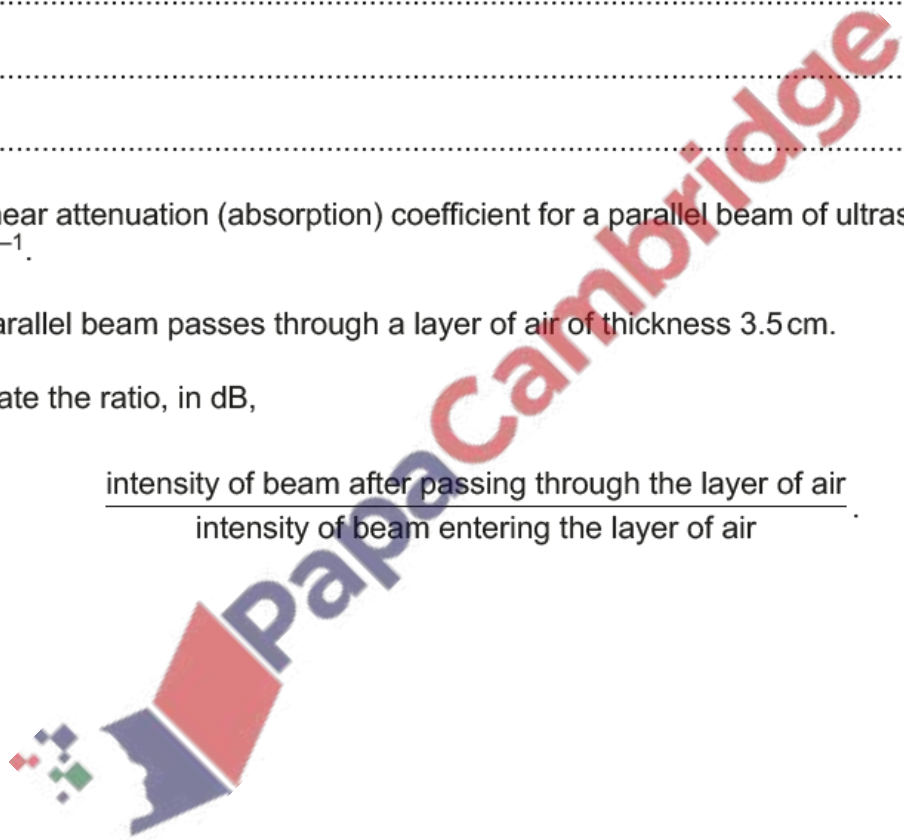 near attenuation (absorption) coefficient for a parallel beam of ultras
–1.
arallel beam passes through a layer of air of thickness 3.5 cm.
ate the ratio, in dB,
intensity of beam after passing through the layer of air
intensity of beam entering the layer of air
.
PapaCambridge